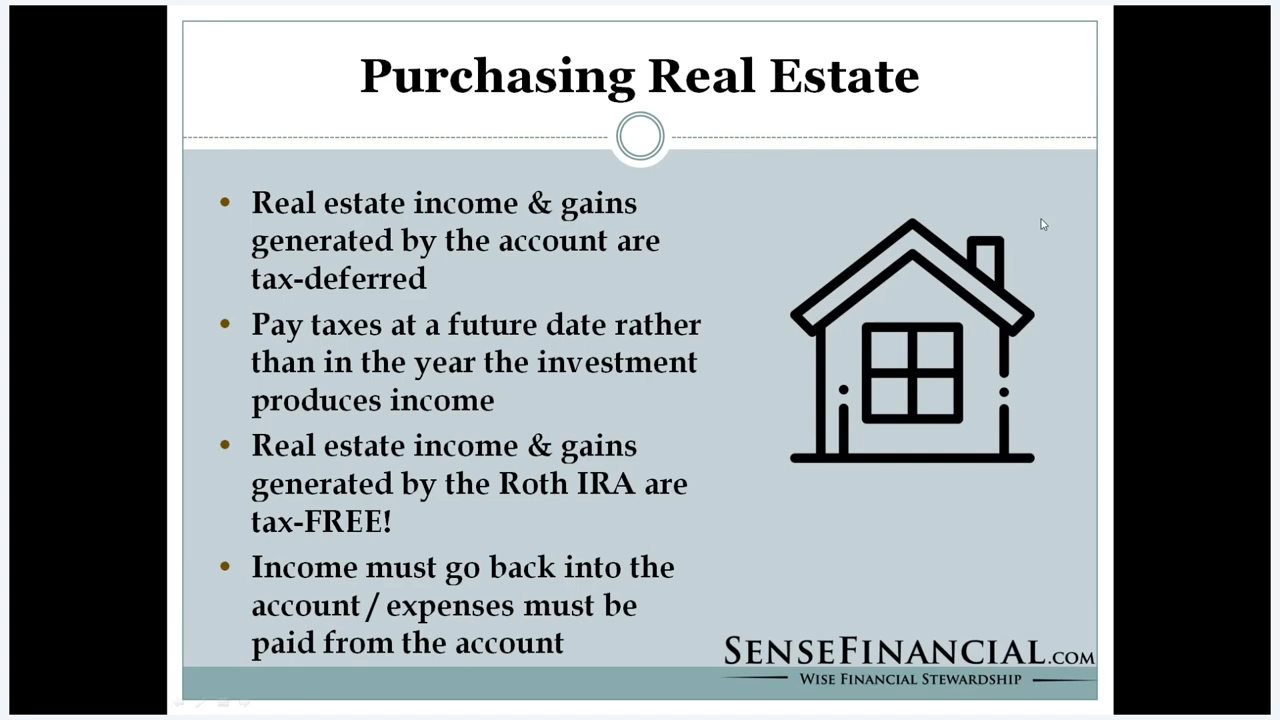 Purchasing Real Estate
• Real estate income & gains
generated by the account are
tax-deferred
• Pay taxes at a future date rather
than in the year the investment
produces income
• Real estate income & gains
generated by the Roth IRA are
tax-FREE!
• Income must go back into the
account / expenses must be
paid from the account
SENSEFINANCIAL.COM
WISE FINANCIAL STEWARDSHIP